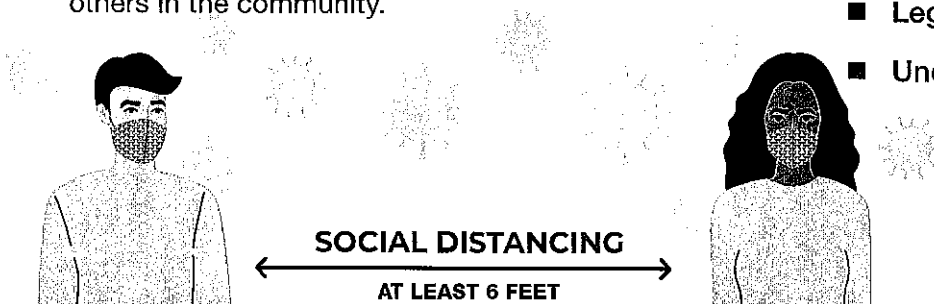 others in the community.
SOCIAL DISTANCING
AT LEAST 6 FEET